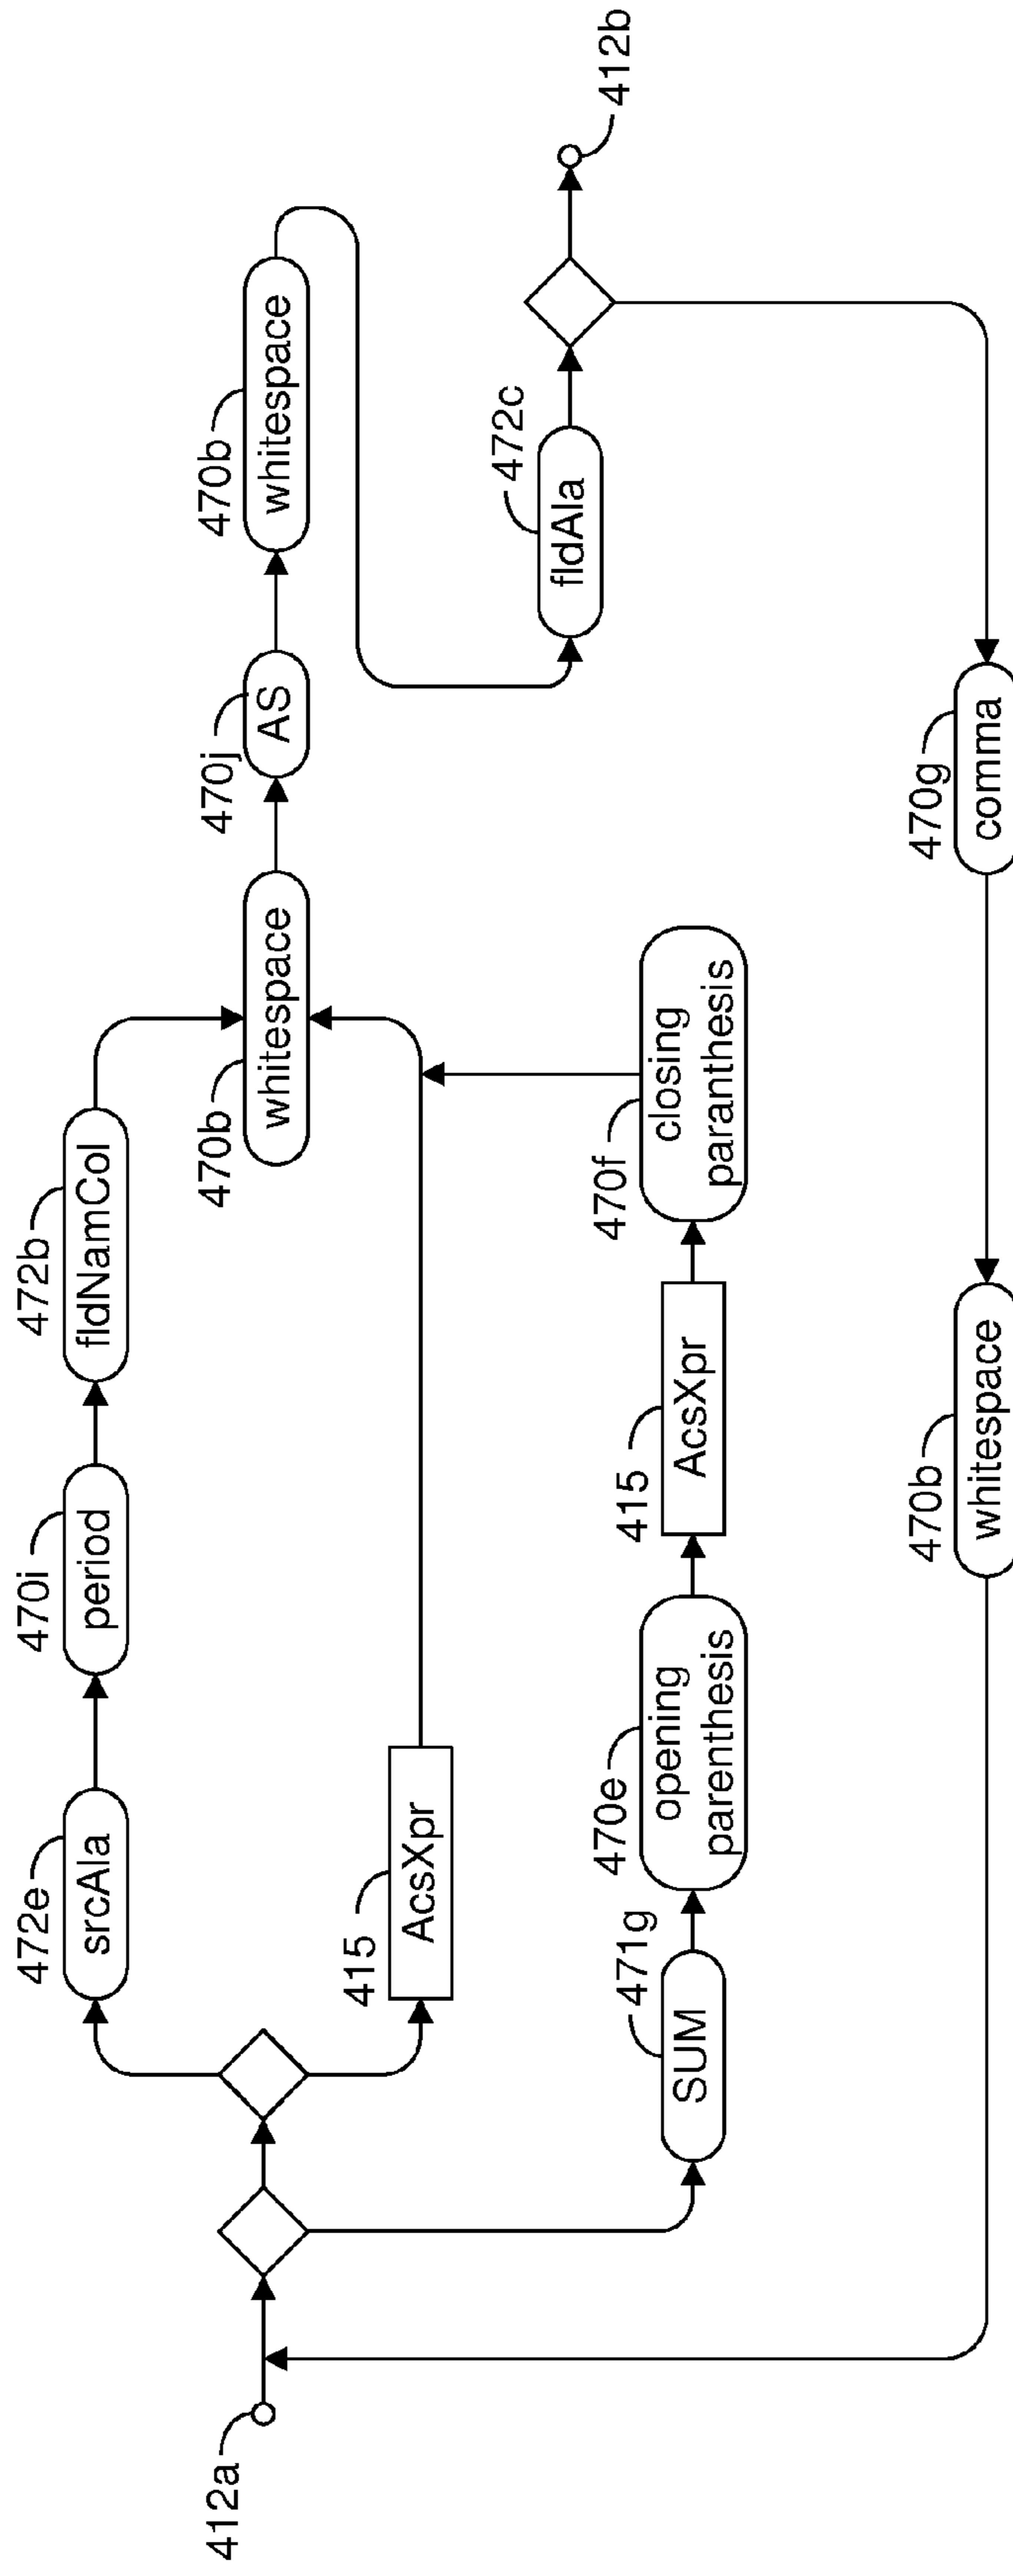 472e
srcAla
470i
period
472b
fldNamCol
412a
415
AcsXpr
470b
whitespace
470j
AS
470b
whitespace
471g
SUM
470e
opening
parenthesis
415
AcsXpr
470f
closing
paranthesis
472c
fldAla
412b
470b
whitespace
470g
comma